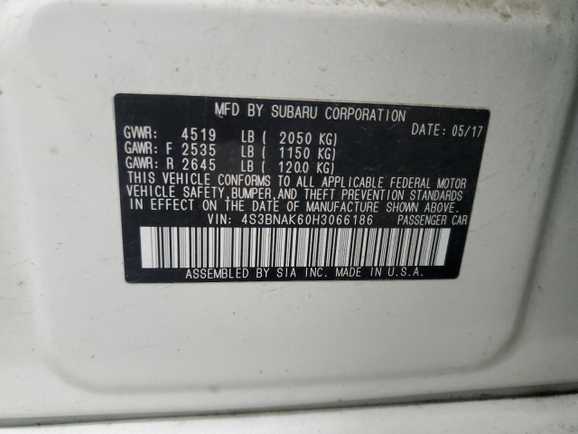 MFD BY SUBARU CORPORATION
GVWR: 4519 LB ( 2050 KG) DATE: 05/17
GAWR: F 2535 LB ( 1150 KG)
GAWR: R 2645 LB ( 1200 KG)
THIS VEHICLE CONFORMS TO ALL APPLICABLE FEDERAL MOTOR
VEHICLE SAFETY, BUMPER, AND THEFT PREVENTION STANDARDS
IN EFFECT ON THE DATE OF MANUFACTURE SHOWN ABOVE.
VIN: 4S3BNAK60H3066186 PASSENGER CAR
ASSEMBLED BY SIA INC. MADE IN U.S.A.